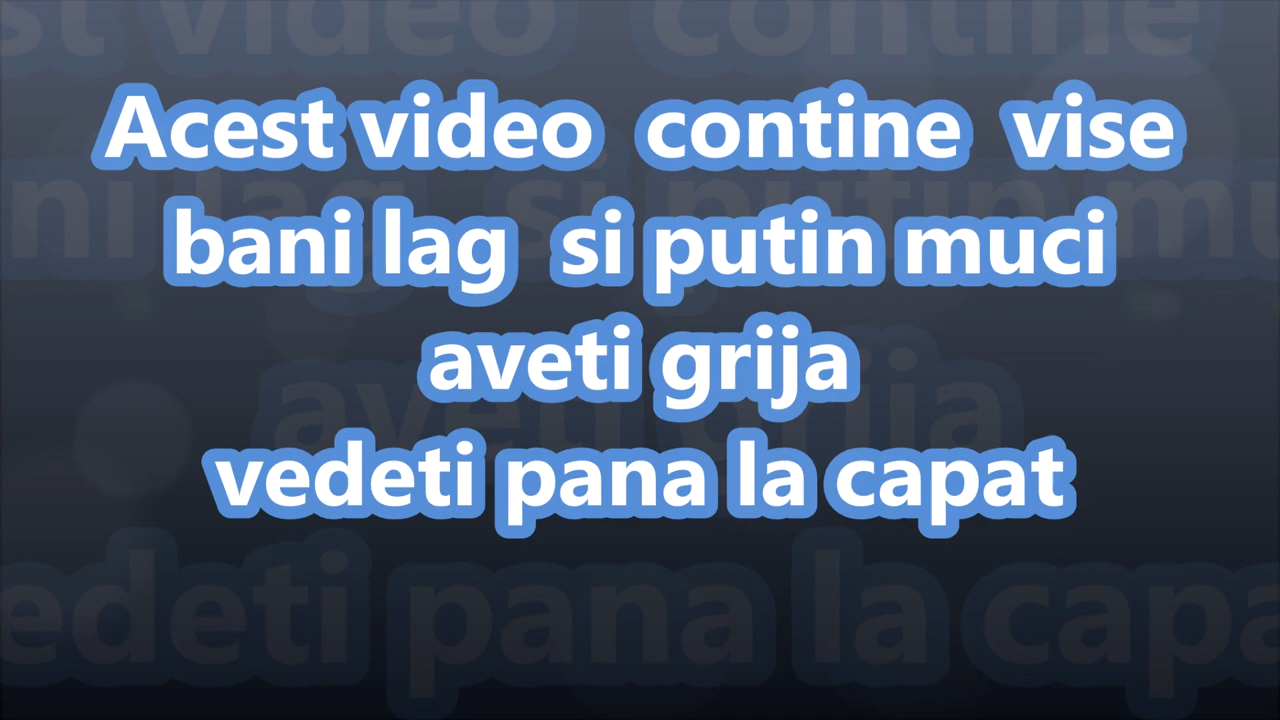 Acest video contine vise
bani lag si putin muci
aveti grija
vedeti pana la capat